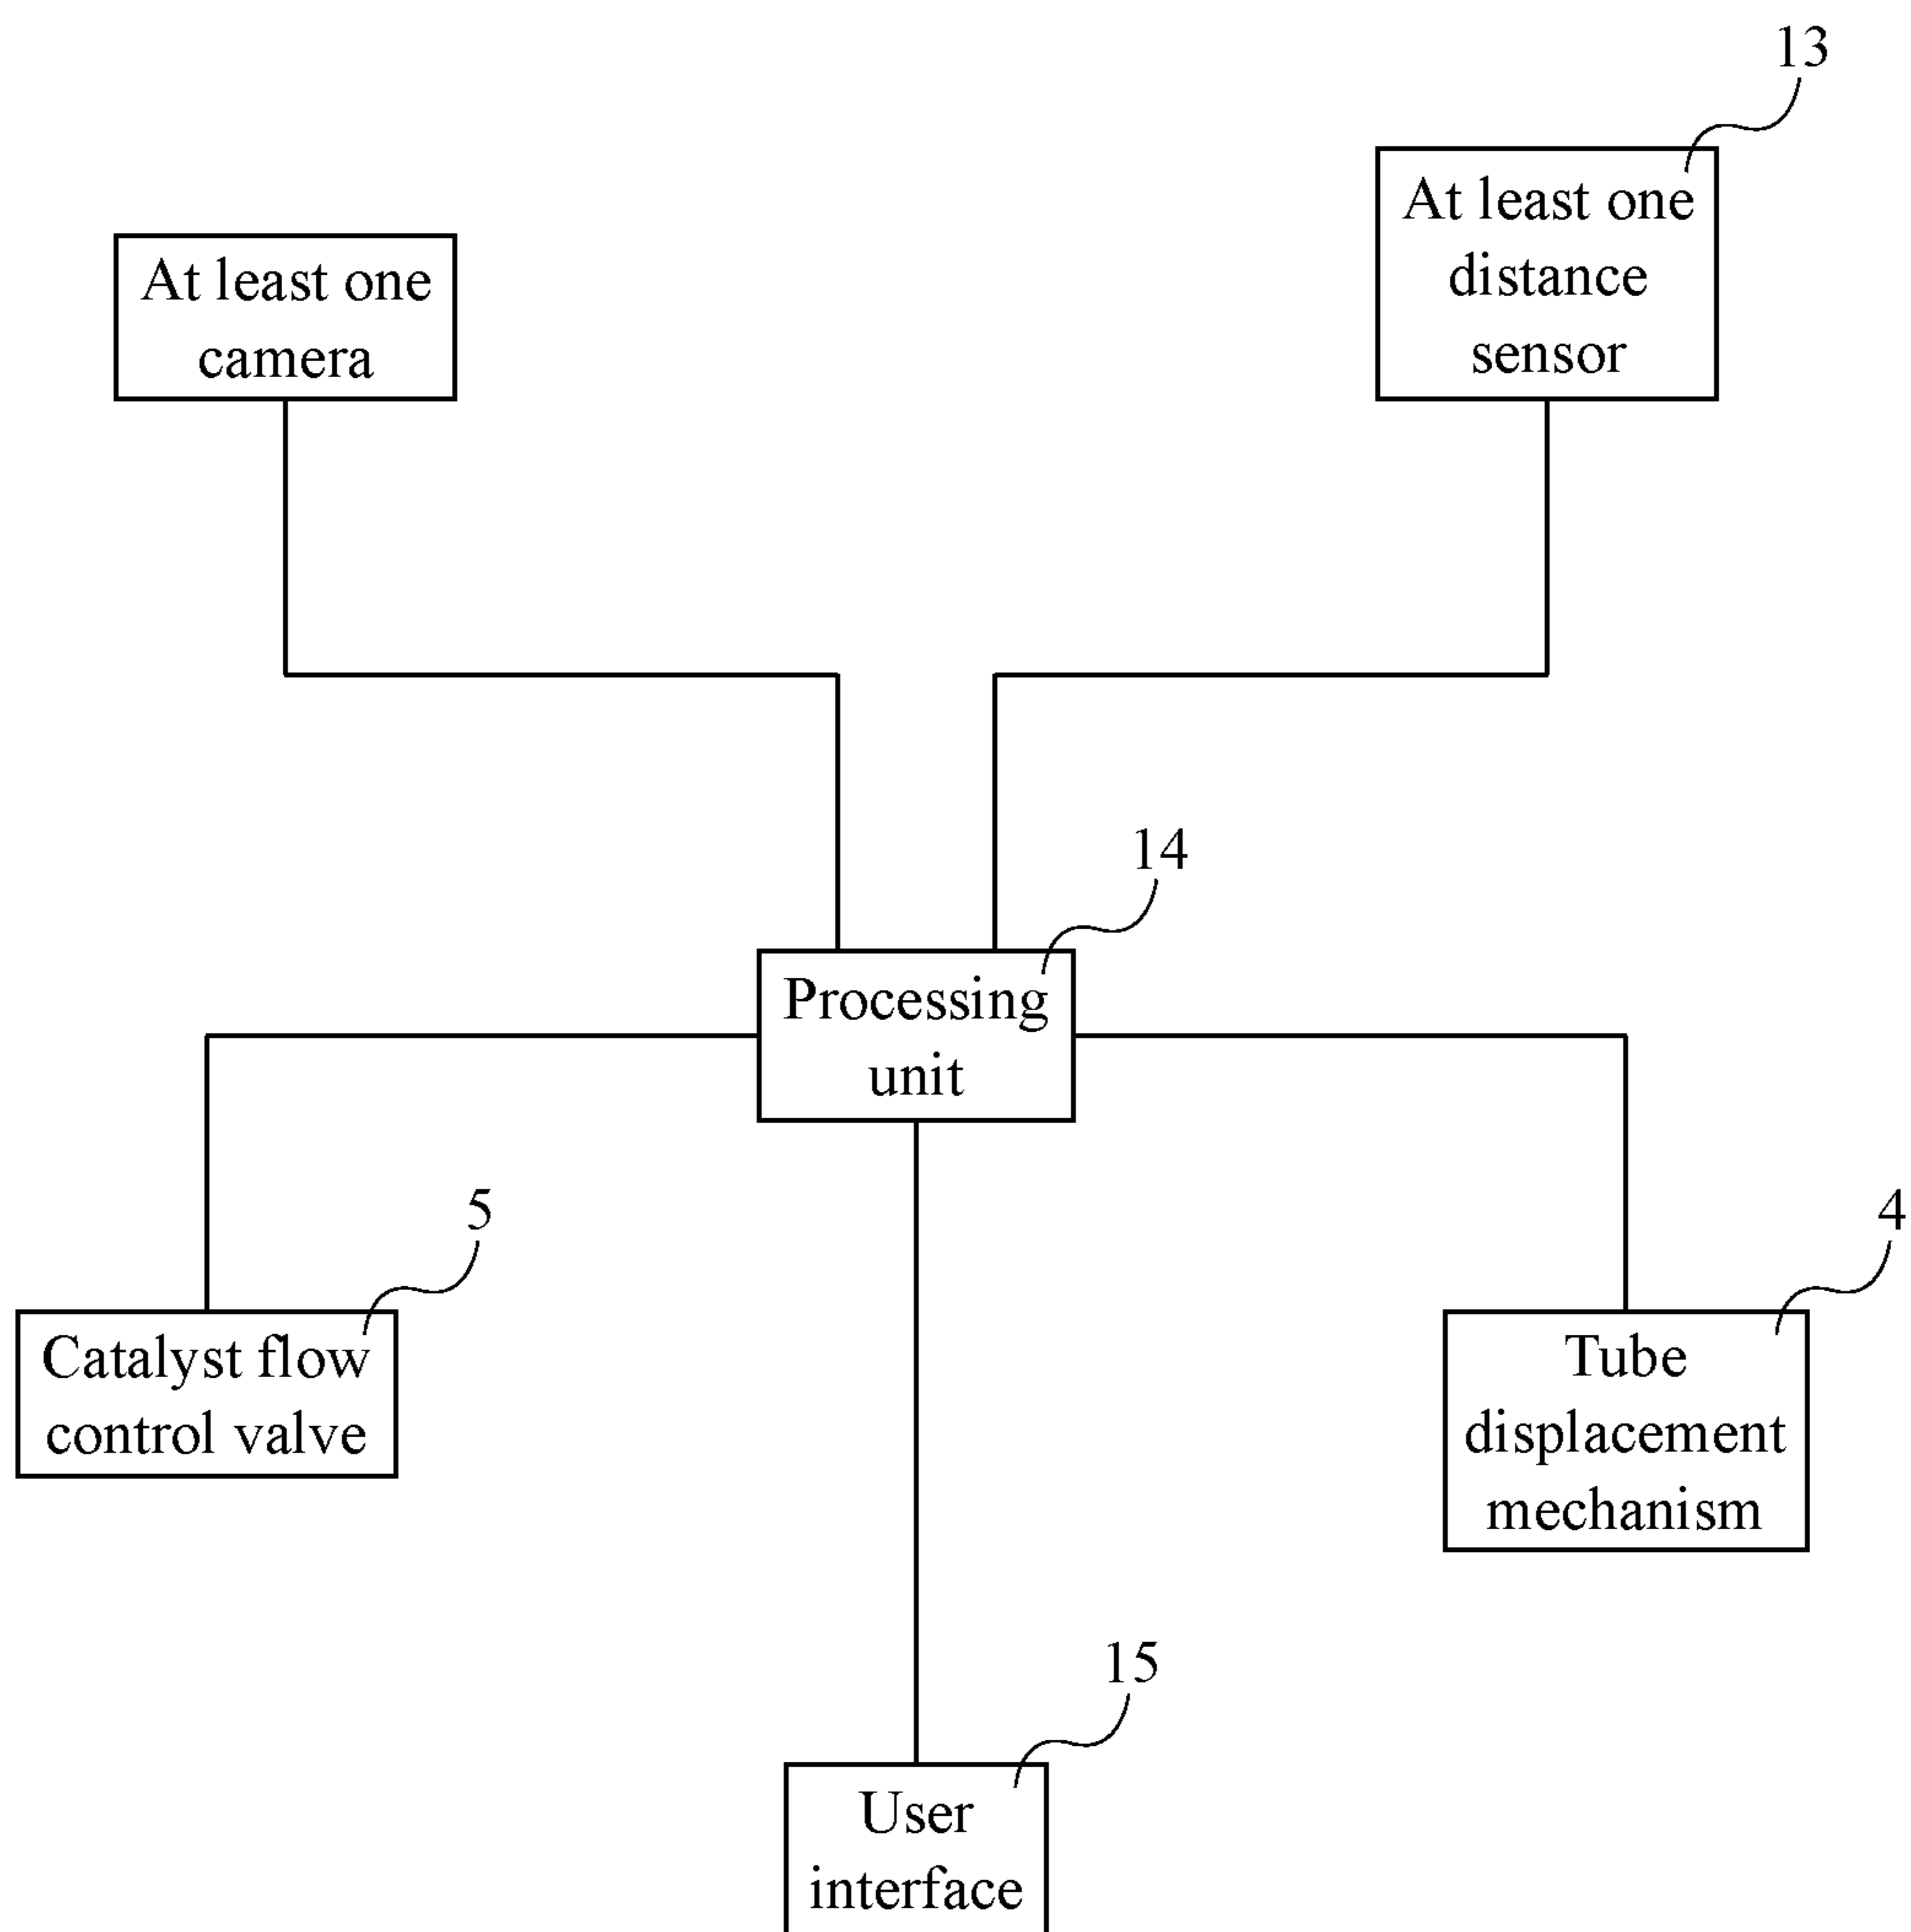 13
At least one
distance
sensor
At least one
camera
14
Processing
unit
5
Catalyst flow
control valve
4
Tube
displacement
mechanism
15
User
interface